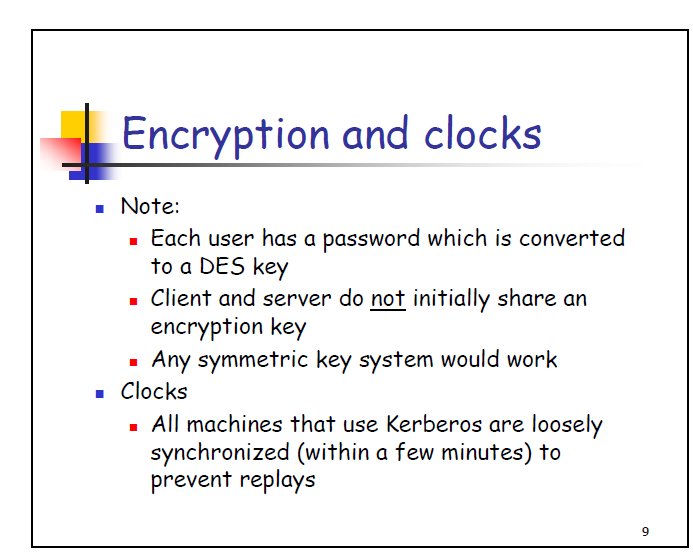 Encryption and clocks
Note:
Each user has a password which is converted
to a DES key
Client and server do not initially share an
encryption key
Any symmetric key system would work
Clocks
All machines that use Kerberos are loosely
synchronized (within a few minutes) to
prevent replays
9